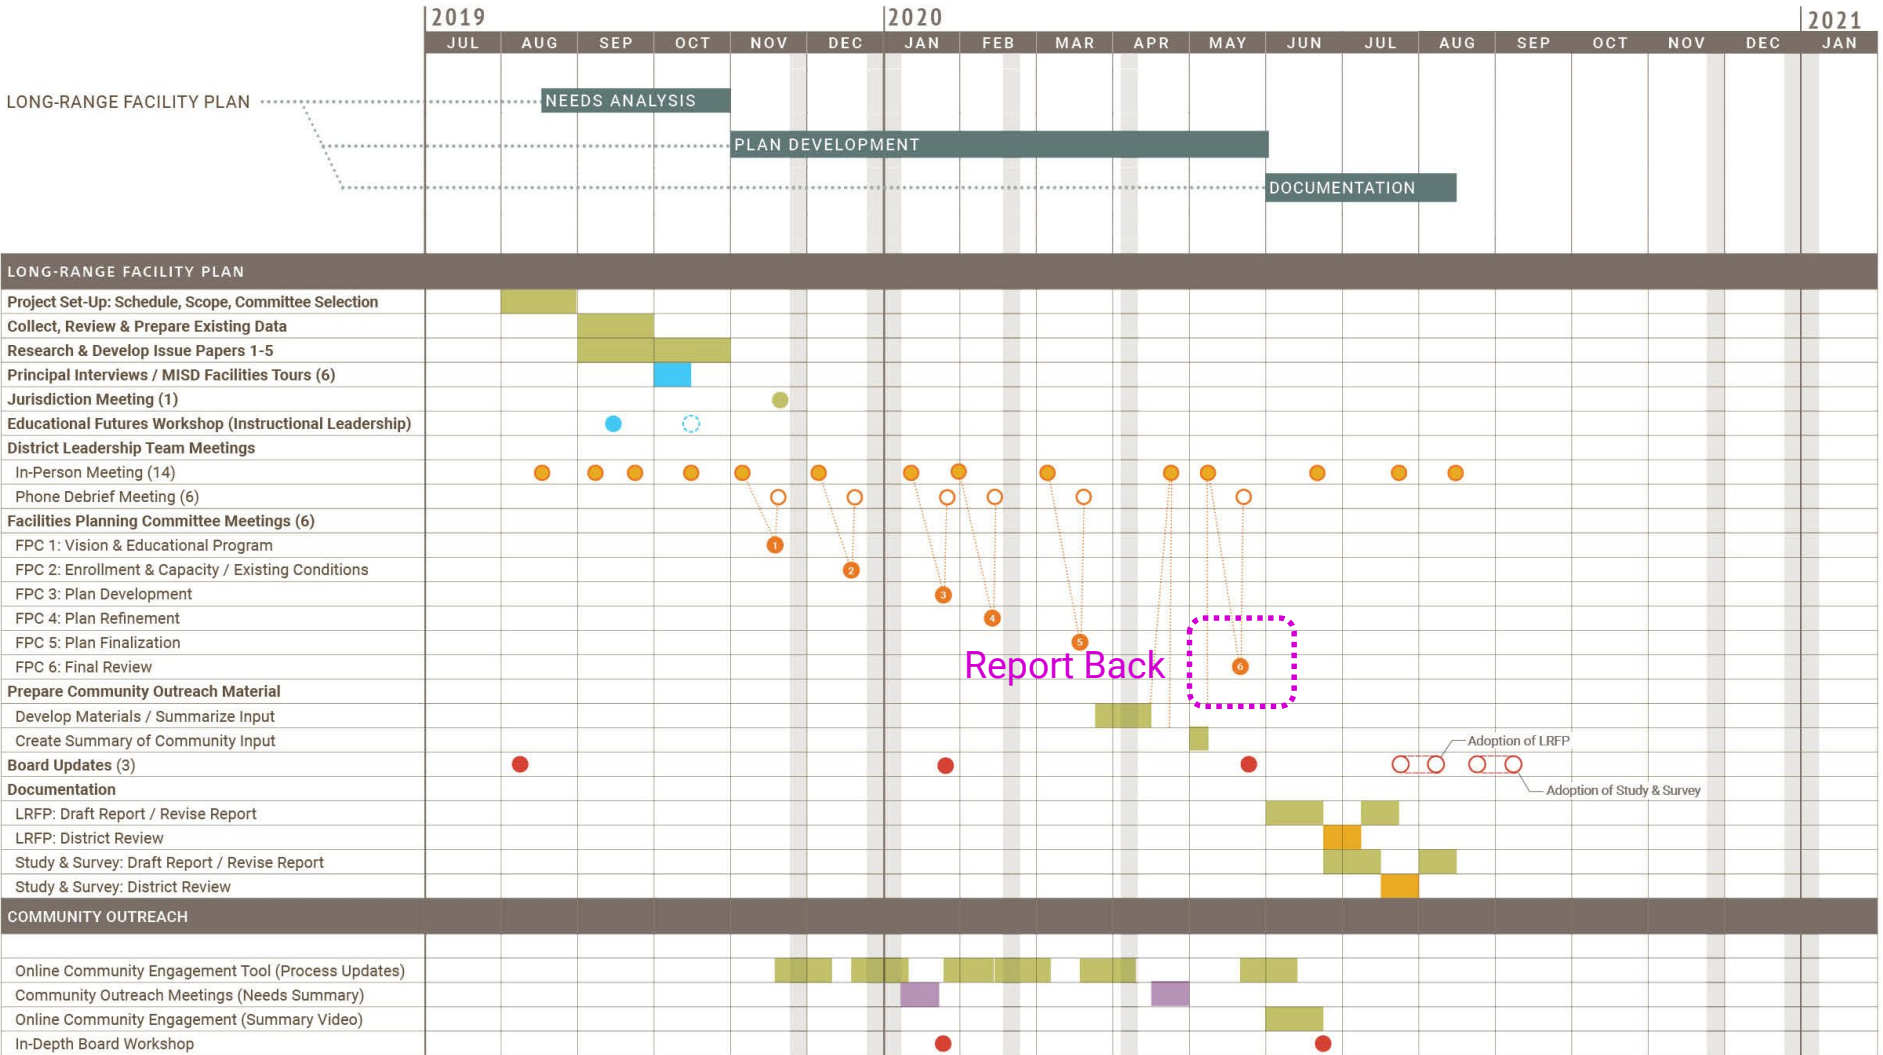 2019 2020 2021
JUL AUG SEP OCT NOV DEC JAN FEB MAR APR MAY JUN JUL AUG SEP OCT NOV DEC JAN
LONG-RANGE FACILITY PLAN NEEDS ANALYSIS
PLAN DEVELOPMENT
DOCUMENTATION
LONG-RANGE FACILITY PLAN
Project Set-Up: Schedule, Scope, Committee Selection
Collect, Review & Prepare Existing Data
Research & Develop Issue Papers 1-5
Principal Interviews / MISD Facilities Tours (6)
Jurisdiction Meeting (1)
Educational Futures Workshop (Instructional Leadership)
District Leadership Team Meetings
In-Person Meeting (14)
Phone Debrief Meeting (6)
Facilities Planning Committee Meetings (6)
FPC 1: Vision & Educational Program 1
FPC 2: Enrollment & Capacity / Existing Conditions 2
FPC 3: Plan Development 3
FPC 4: Plan Refinement 4
FPC 5: Plan Finalization 5
FPC 6: Final Review Report Back 6
Prepare Community Outreach Material
Develop Materials / Summarize Input
Create Summary of Community Input Adoption of LRFP
Board Updates (3)
Documentation Adoption of Study & Survey
LRFP: Draft Report / Revise Report
LRFP: District Review
Study & Survey: Draft Report / Revise Report
Study & Survey: District Review
COMMUNITY OUTREACH
Online Community Engagement Tool (Process Updates)
Community Outreach Meetings (Needs Summary)
Online Community Engagement (Summary Video)
In-Depth Board Workshop